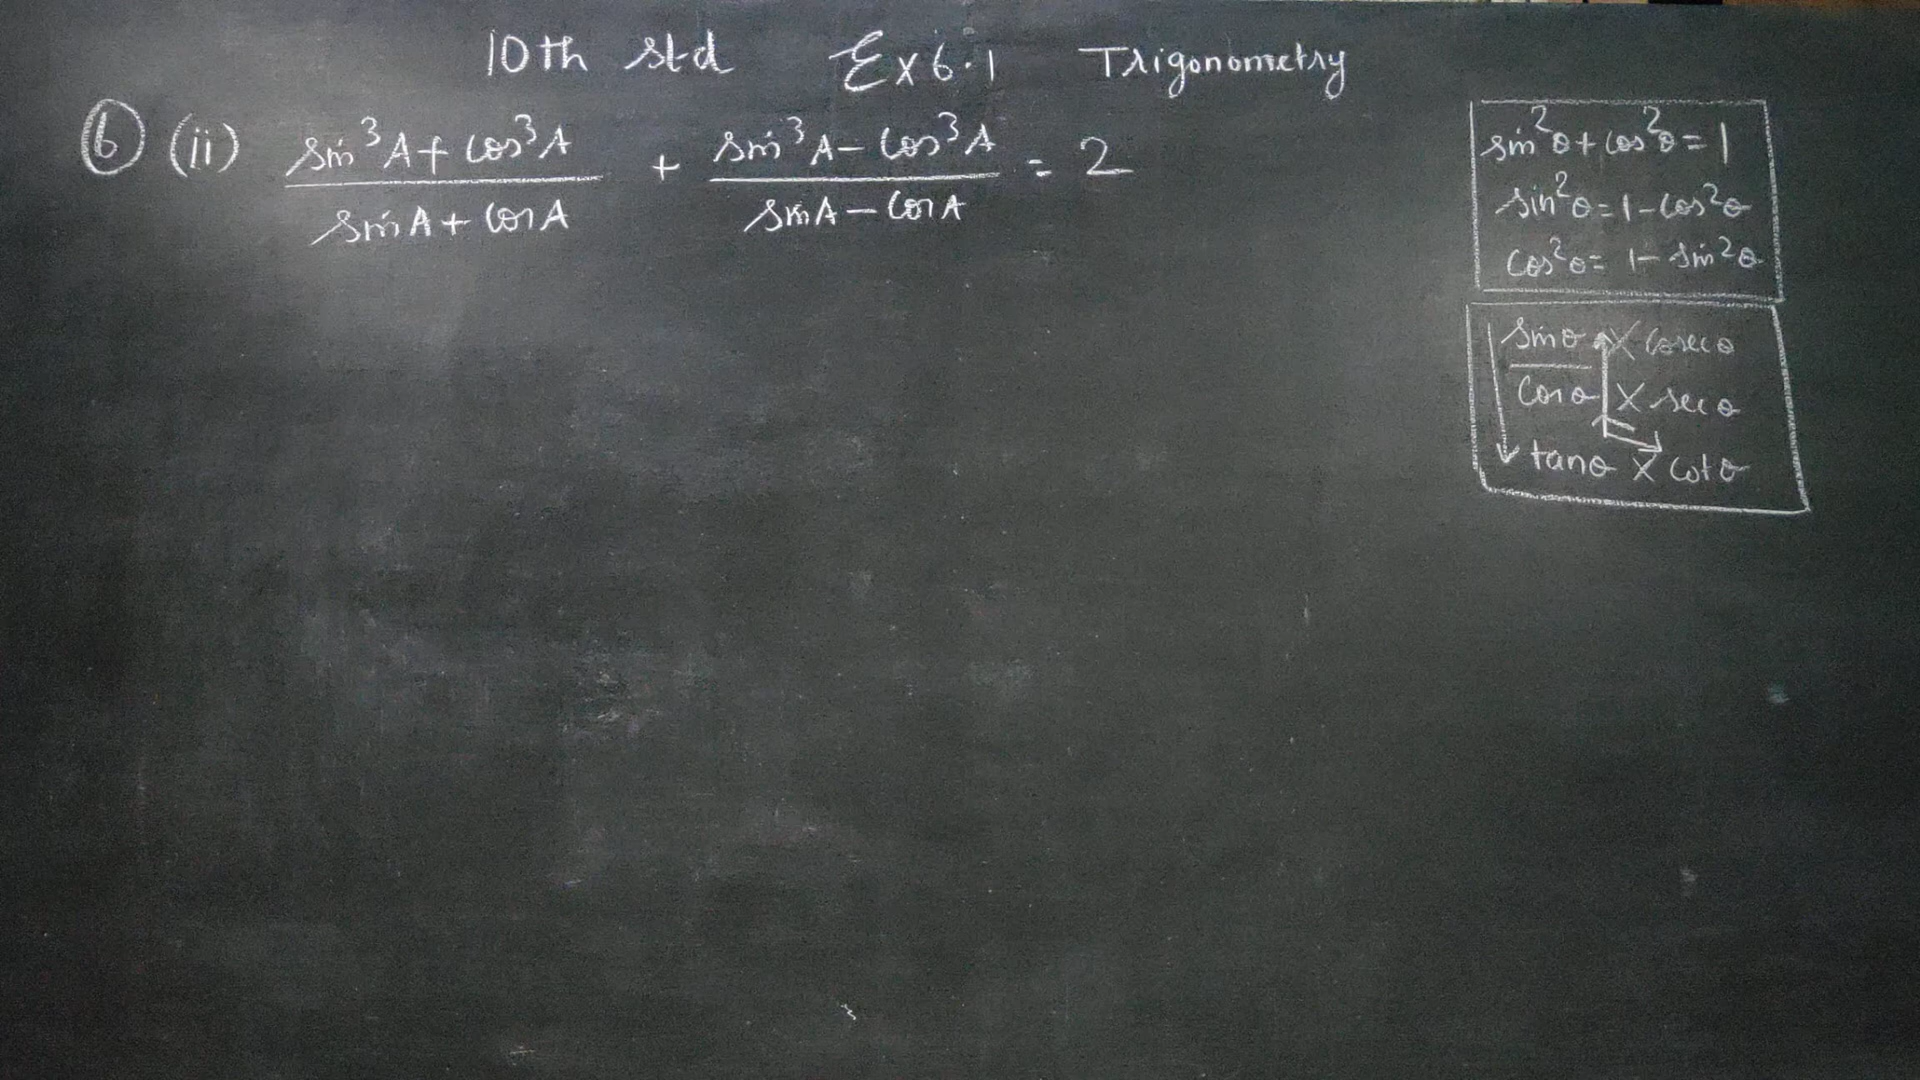 10th std Ex 6.1 Trigonometry
6 (ii) sin³A + cos³A / sinA + cosA + sin³A - cos³A / sinA - cosA = 2
sin²θ + cos²θ = 1
sin²θ = 1 - cos²θ
cos²θ = 1 - sin²θ
sinθ X cosecθ
cosθ X secθ
tanθ X cotθ